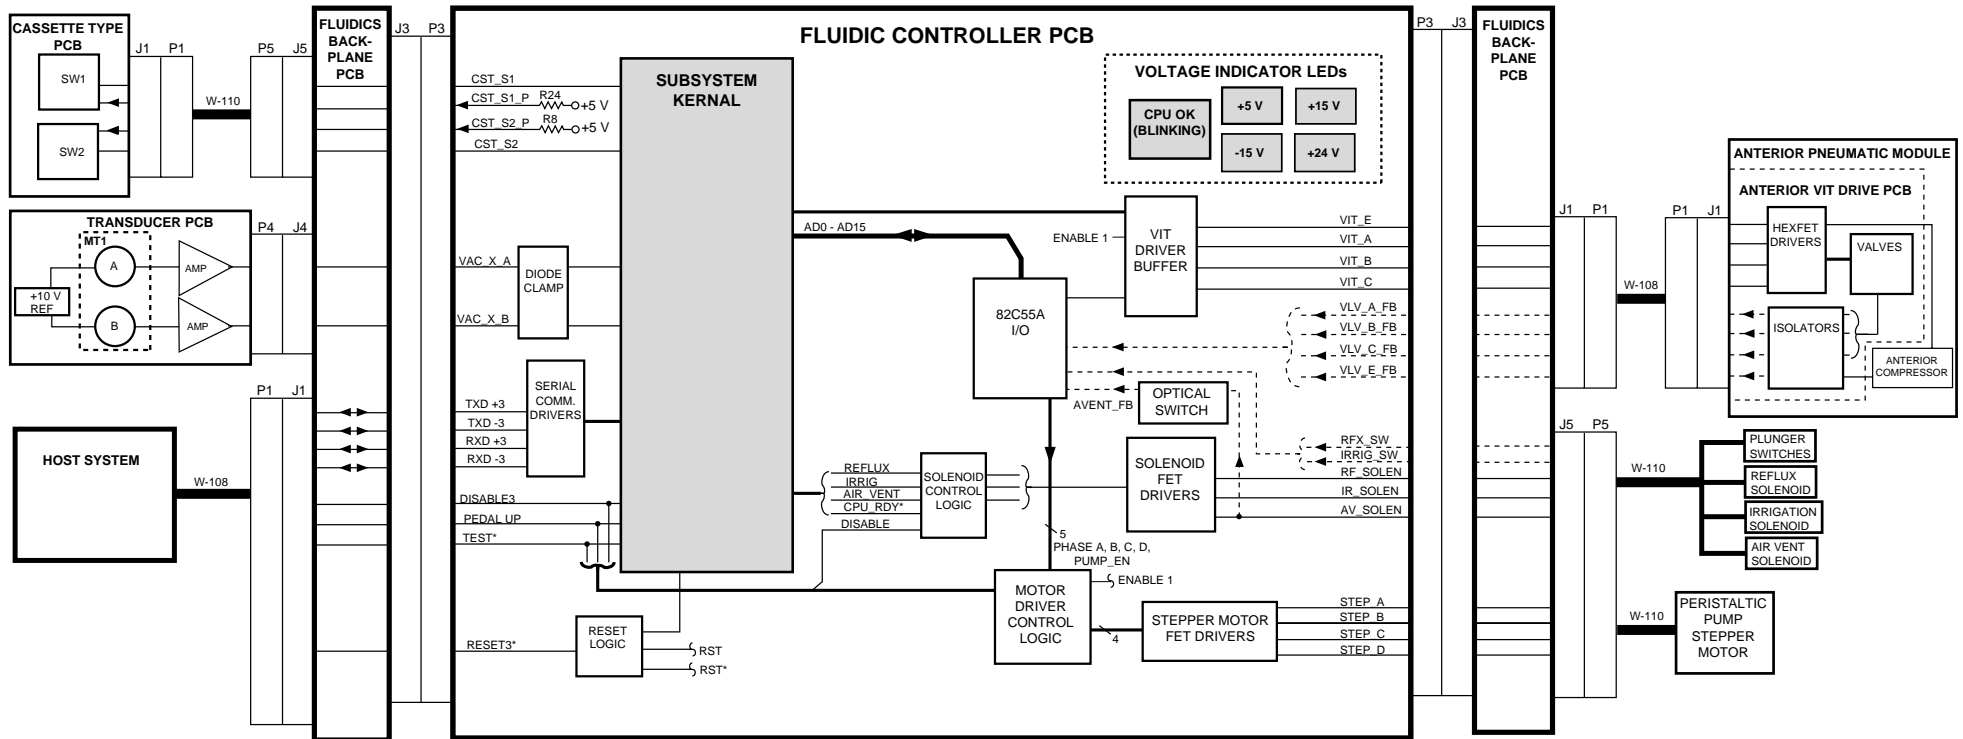 CASSETTE TYPE
PCB
SW1
SW2
J1 P1
W-110
P5 J5
FLUIDICS
BACK-
PLANE
PCB
J3 P3
TRANSDUCER PCB
MT1
A
B
+10 V
REF
AMP
AMP
P4 J4
HOST SYSTEM
W-108
P1 J1
FLUIDIC CONTROLLER PCB
CST_S1
CST_S1_P R24 +5 V
CST_S2_P R8 +5 V
CST_S2
VAC_X_A
VAC_X_B
DIODE
CLAMP
SERIAL
COMM.
DRIVERS
TXD +3
TXD -3
RXD +3
RXD -3
DISABLE3
PEDAL UP
TEST*
RESET3*
RESET
LOGIC
RST
RST*
SUBSYSTEM
KERNAL
VOLTAGE INDICATOR LEDs
CPU OK
(BLINKING)
+5 V
+15 V
-15 V
+24 V
AD0 - AD15
ENABLE 1
VIT
DRIVER
BUFFER
VIT_E
VIT_A
VIT_B
VIT_C
82C55A
I/O
VLV_A_FB
VLV_B_FB
VLV_C_FB
VLV_E_FB
AVENT_FB
OPTICAL
SWITCH
REFLUX
IRRIG
AIR_VENT
CPU_RDY*
DISABLE
SOLENOID
CONTROL
LOGIC
SOLENOID
FET
DRIVERS
RFX_SW
IRRIG_SW
RF_SOLEN
IR_SOLEN
AV_SOLEN
5
PHASE A, B, C, D,
PUMP_EN
ENABLE 1
MOTOR
DRIVER
CONTROL
LOGIC
4
STEPPER MOTOR
FET DRIVERS
STEP_A
STEP_B
STEP_C
STEP_D
P3 J3
FLUIDICS
BACK-
PLANE
PCB
J1 P1
W-108
P1 J1
ANTERIOR PNEUMATIC MODULE
ANTERIOR VIT DRIVE PCB
HEXFET
DRIVERS
VALVES
ISOLATORS
ANTERIOR
COMPRESSOR
J5 P5
W-110
PLUNGER
SWITCHES
REFLUX
SOLENOID
IRRIGATION
SOLENOID
AIR VENT
SOLENOID
W-110
PERISTALTIC
PUMP
STEPPER
MOTOR